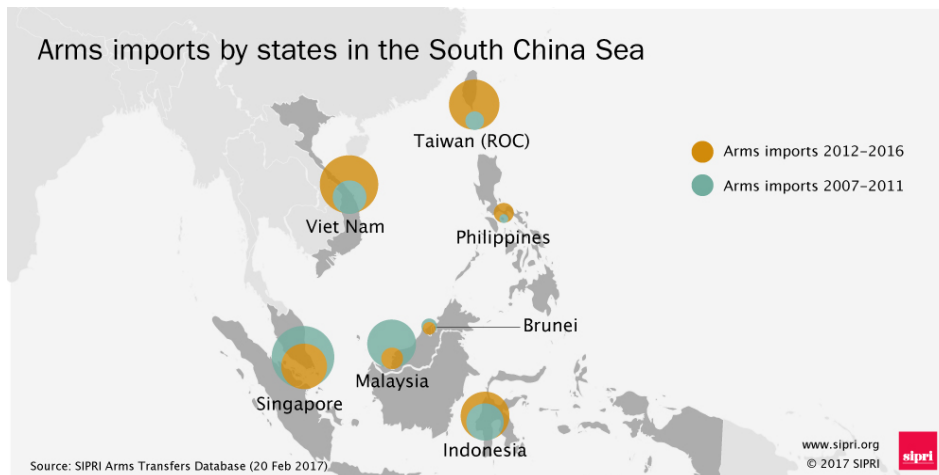 Arms imports by states in the South China Sea
Taiwan (ROC)
Arms imports 2012–2016
Arms imports 2007–2011
Viet Nam
Philippines
Brunei
Malaysia
Singapore
Indonesia
www.sipri.org
© 2017 SIPRI
sipri
Source: SIPRI Arms Transfers Database (20 Feb 2017)